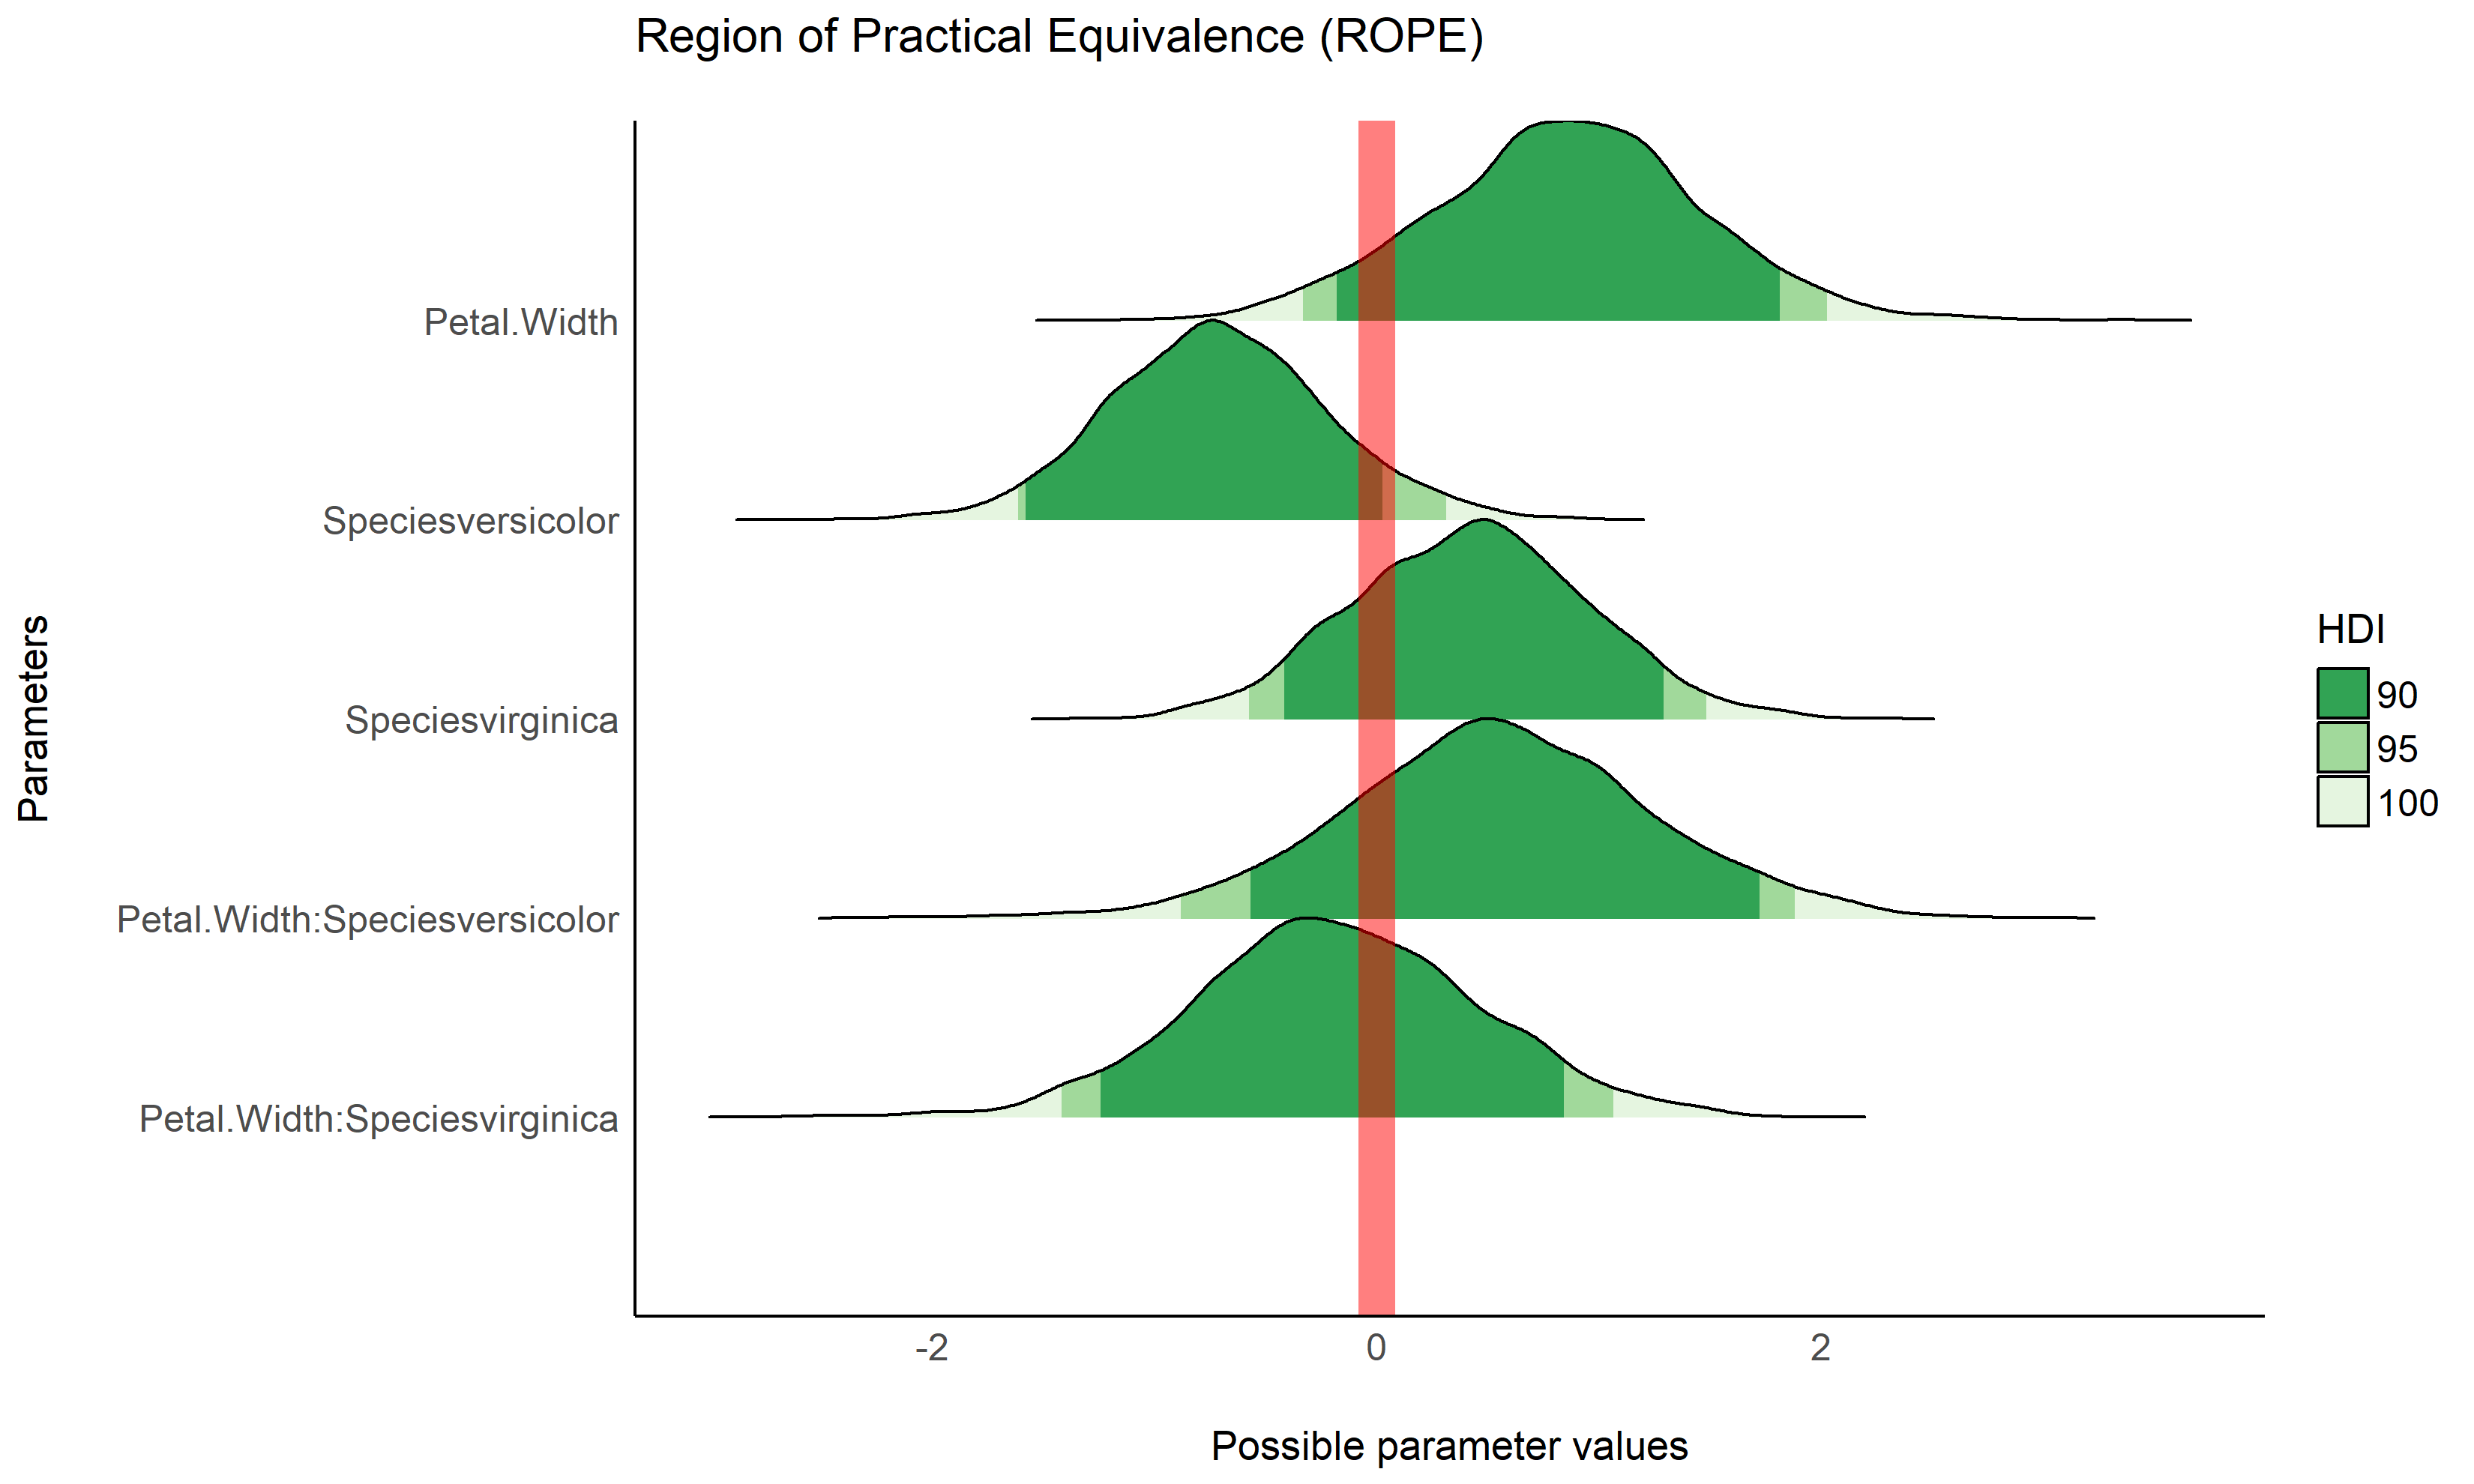 Region of Practical Equivalence (ROPE)
Petal.Width
Speciesversicolor
Speciesvirginica
Petal.Width:Speciesversicolor
Petal.Width:Speciesvirginica
Parameters
-2
0
2
Possible parameter values
HDI
90
95
100